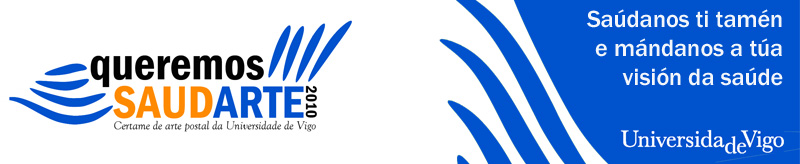 queremos
SAUDARTE
2010
Certame de arte postal da Universidade de Vigo
Saúdanos ti tamén
e mándanos a túa
visión da saúde
UniversidadeVigo